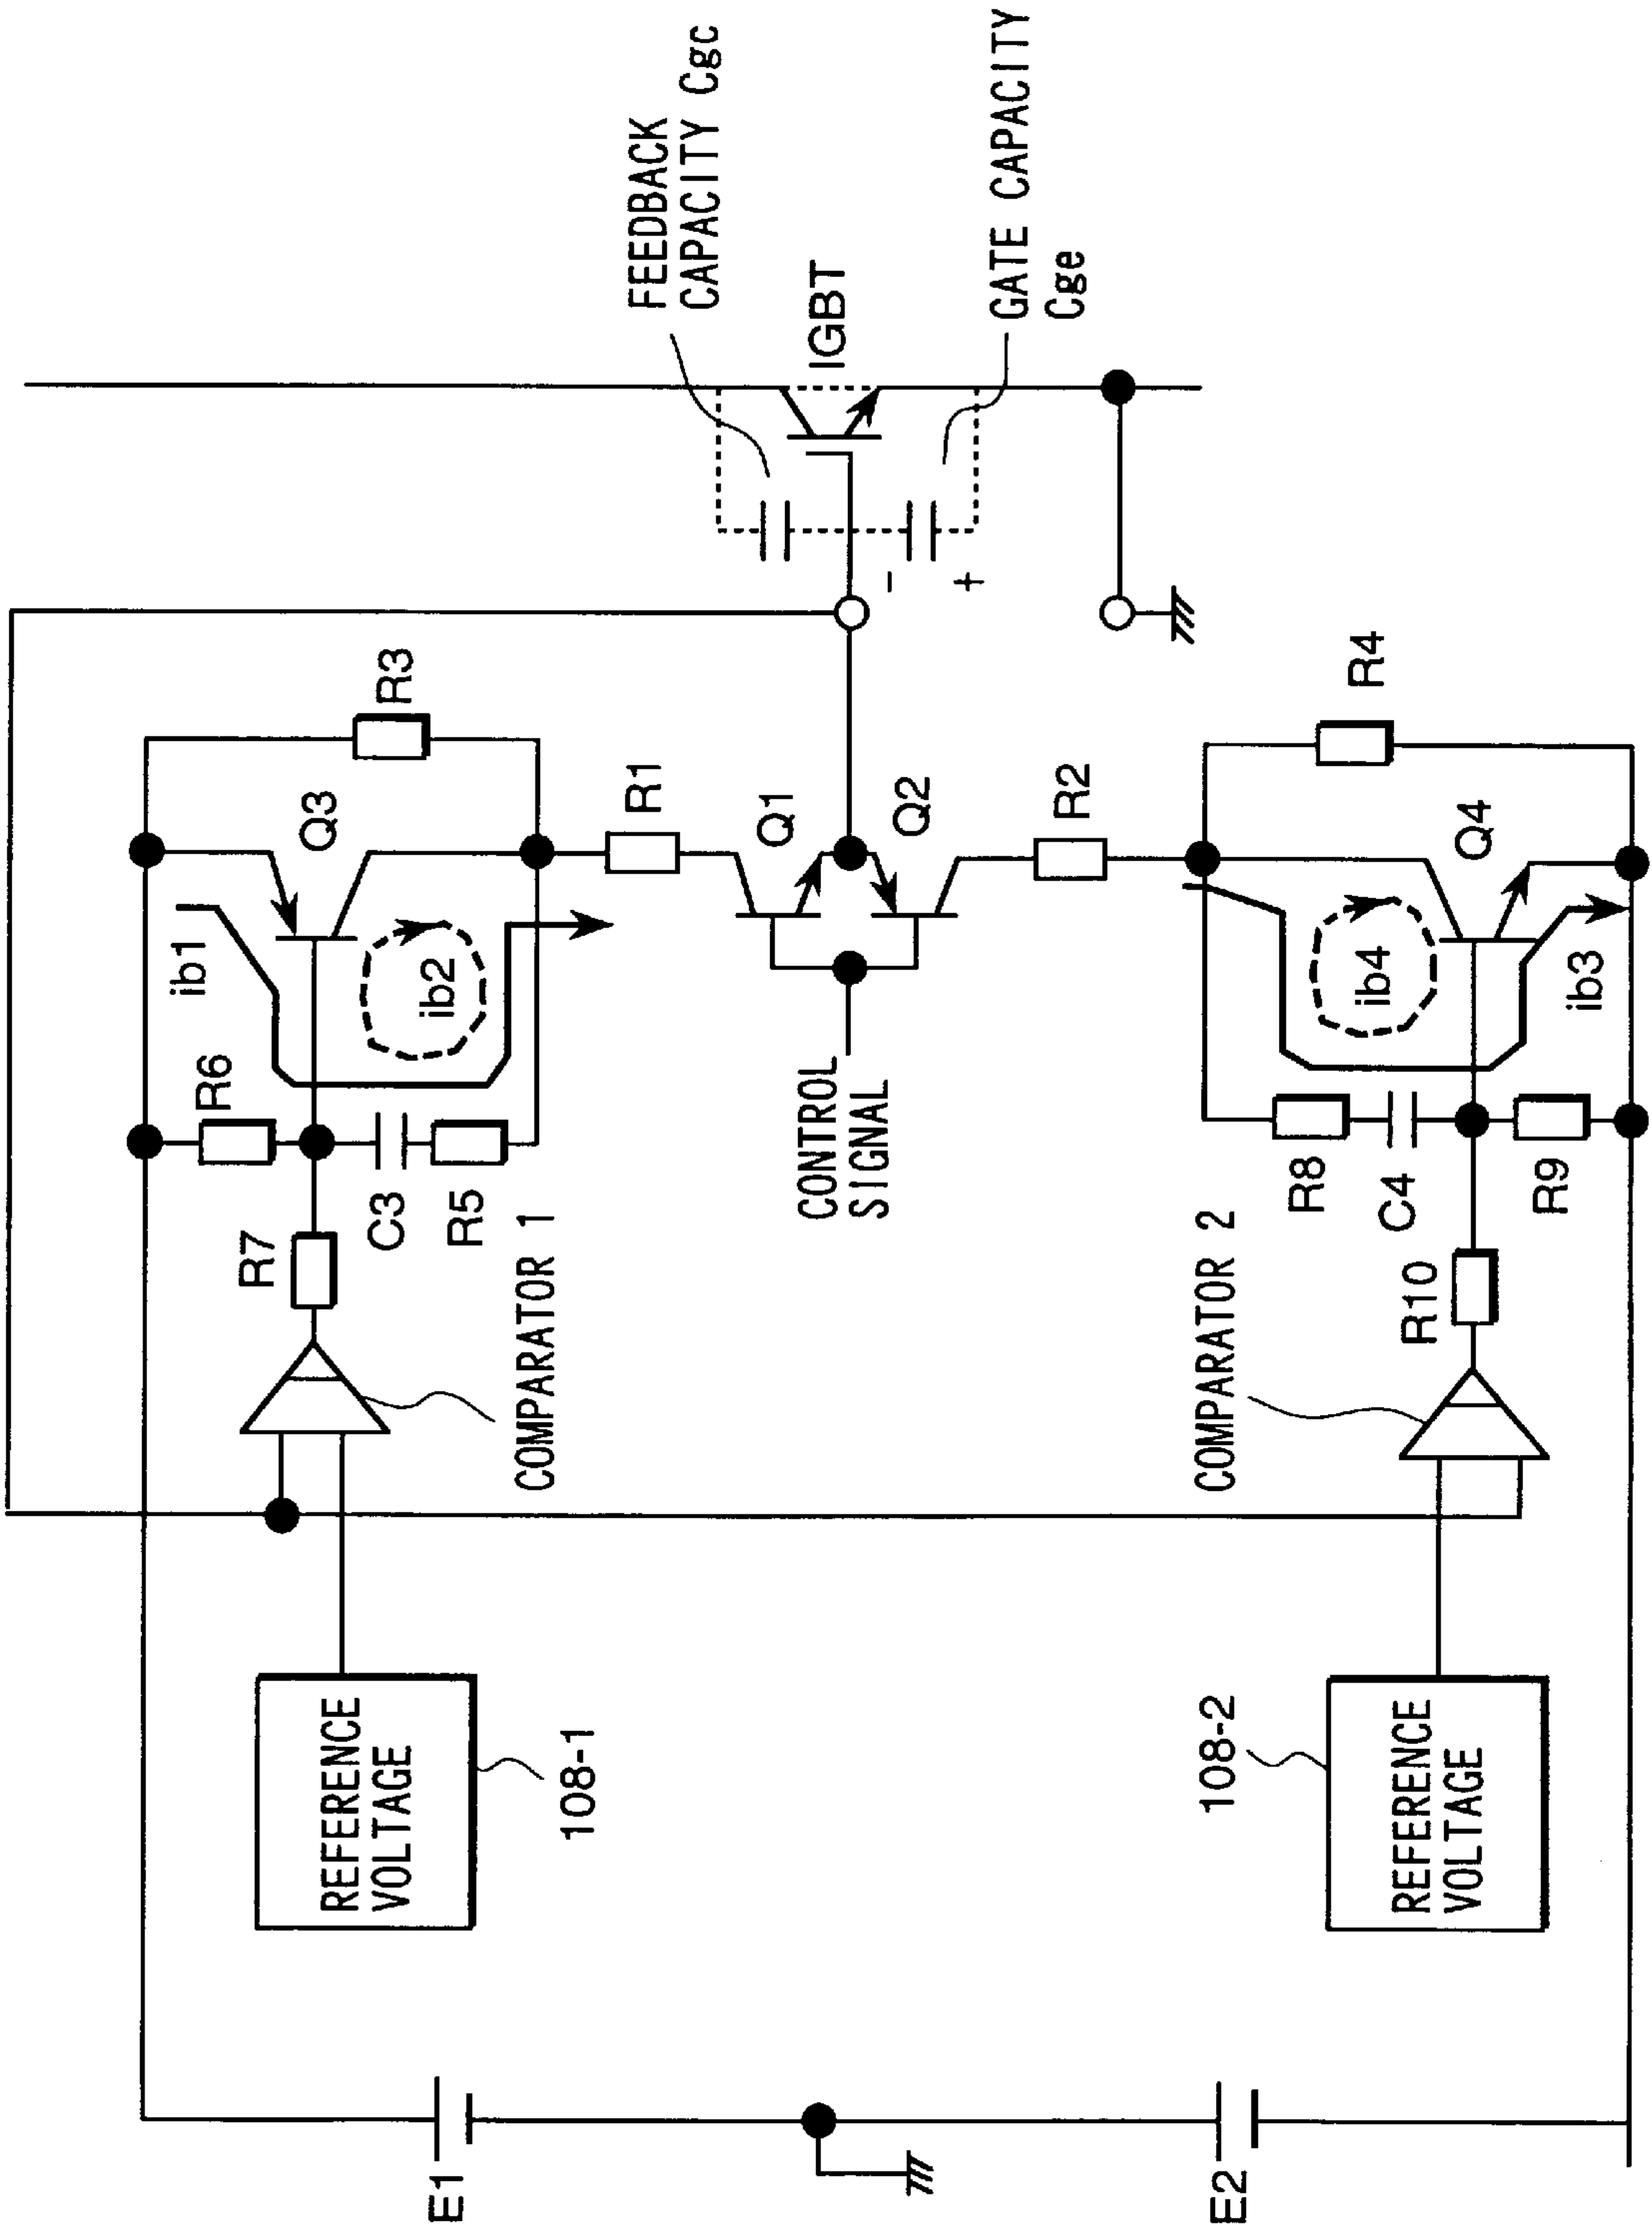 E1
E2
REFERENCE
VOLTAGE
108-1
REFERENCE
VOLTAGE
108-2
COMPARATOR 1
COMPARATOR 2
R7
R6
C3
R5
ib1
ib2
Q3
R3
R1
Q1
Q2
R2
CONTROL
SIGNAL
R10
R8
C4
R9
ib4
ib3
Q4
R4
-
+
FEEDBACK
CAPACITY Cgc
IGBT
GATE CAPACITY
Cge